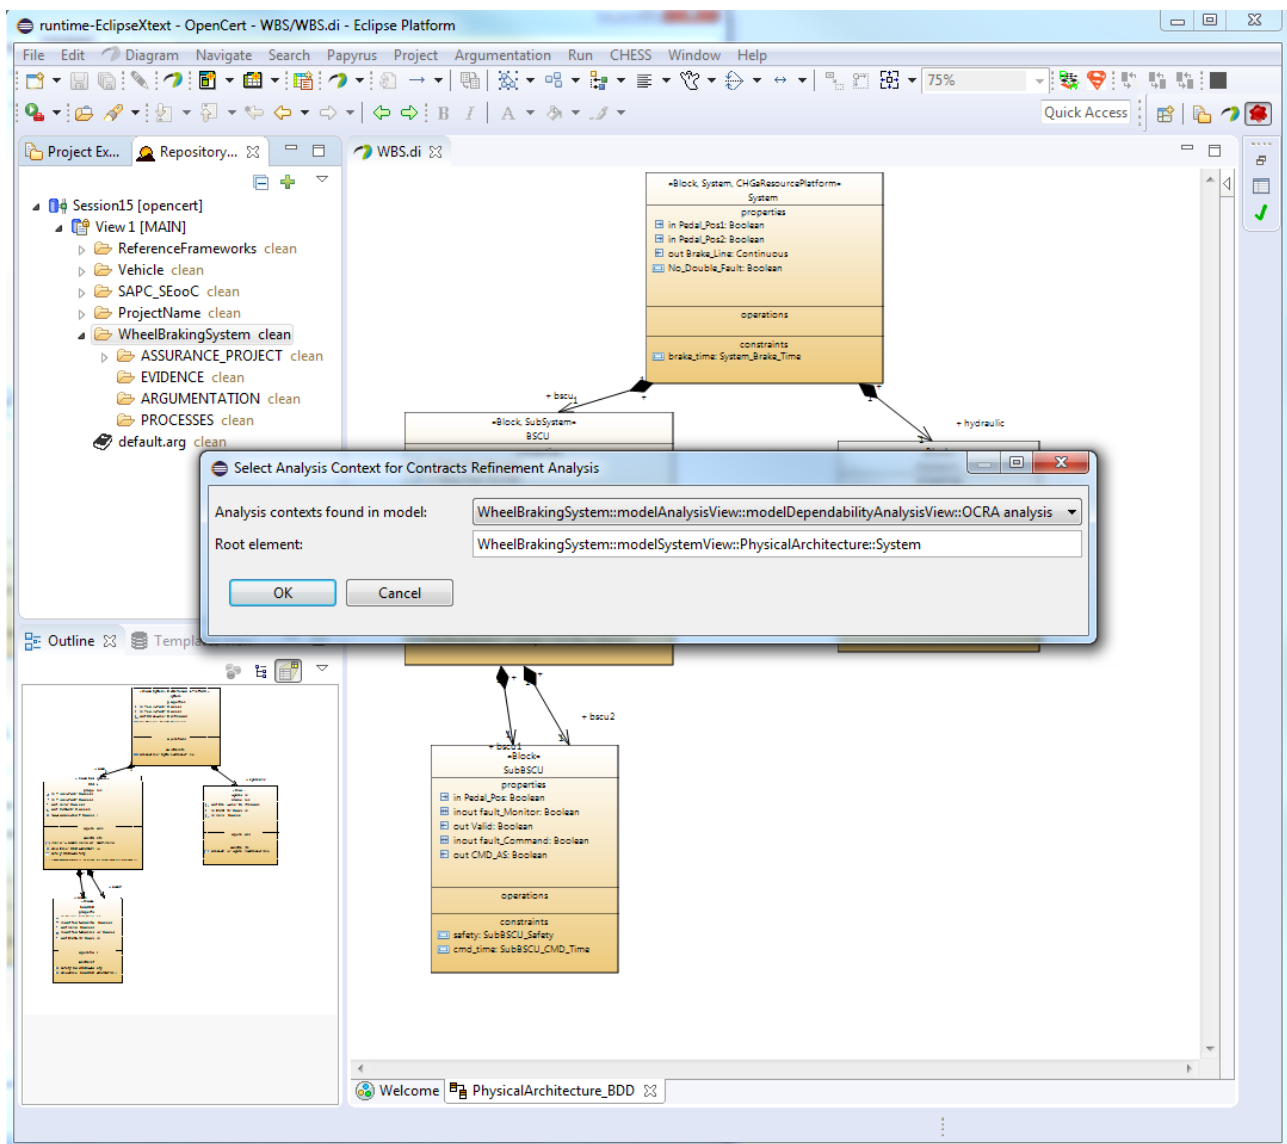 runtime-EclipseXtext - OpenCert - WBS/WBS.di - Eclipse Platform
File Edit Diagram Navigate Search Papyrus Project Argumentation Run CHESS Window Help
75%
B I A
Quick Access
Project Ex... Repository...
WBS.di
Session15 [opencert]
View 1 [MAIN]
ReferenceFrameworks clean
Vehicle clean
SAPC_SEooC clean
ProjectName clean
WheelBrakingSystem clean
ASSURANCE_PROJECT clean
EVIDENCE clean
ARGUMENTATION clean
PROCESSES clean
default.arg clean
«Block, System, CHGaResourcePlatform»
System
properties
in Pedal_Pos1: Boolean
in Pedal_Pos2: Boolean
out Brake_Line: Continuous
No_Double_Fault: Boolean
operations
constraints
brake_time: System_Brake_Time
+ bscu
1
+ hydraulic
«Block, SubSystem»
BSCU
Select Analysis Context for Contracts Refinement Analysis
Analysis contexts found in model: WheelBrakingSystem::modelAnalysisView::modelDependabilityAnalysisView::OCRA analysis
Root element: WheelBrakingSystem::modelSystemView::PhysicalArchitecture::System
OK Cancel
Outline
+ bscu2
+ bscu1
«Block»
SubBSCU
properties
in Pedal_Pos: Boolean
inout fault_Monitor: Boolean
out Valid: Boolean
inout fault_Command: Boolean
out CMD_AS: Boolean
operations
constraints
safety: SubBSCU_Safety
cmd_time: SubBSCU_CMD_Time
Welcome PhysicalArchitecture_BDD